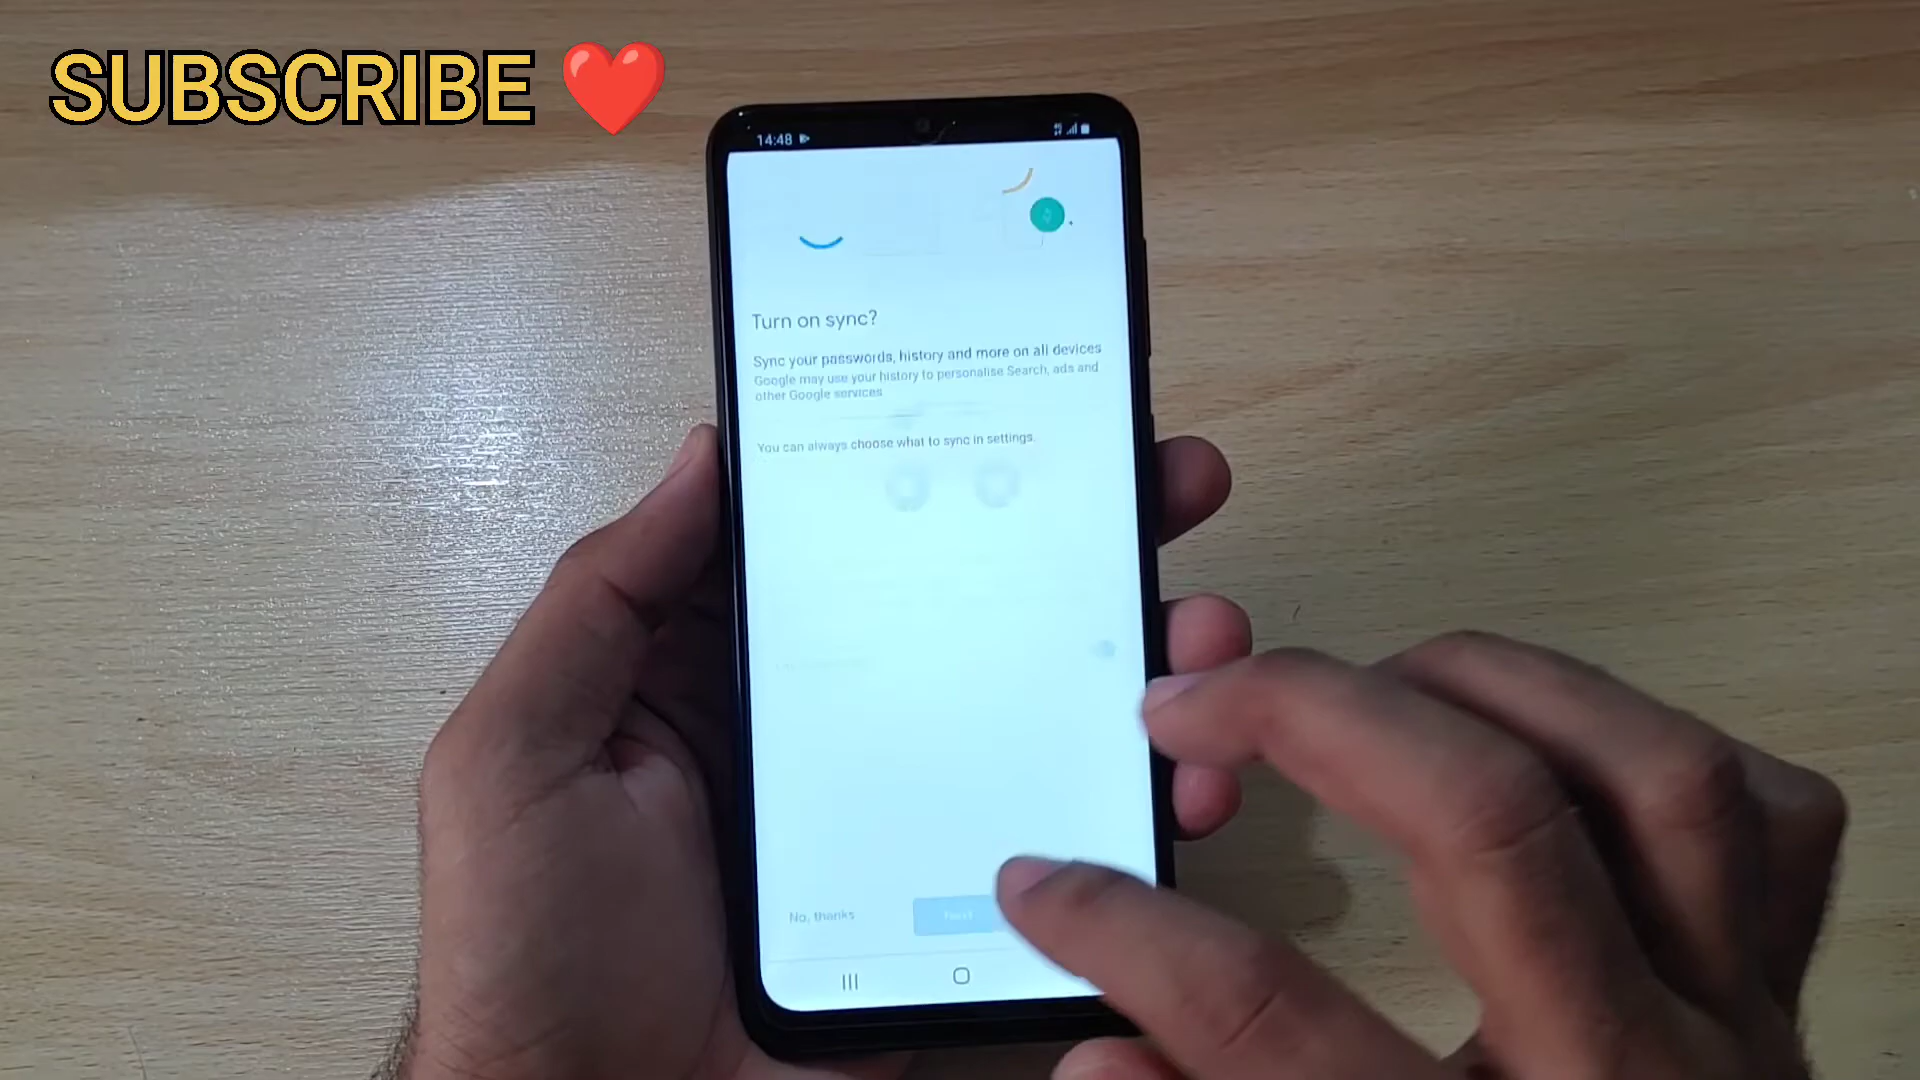 SUBSCRIBE ❤️
14:48
Turn on sync?
Sync your passwords, history and more on all devices
Google may use your history to personalise Search, ads and
other Google services
You can always choose what to sync in settings.
No, thanks
Next